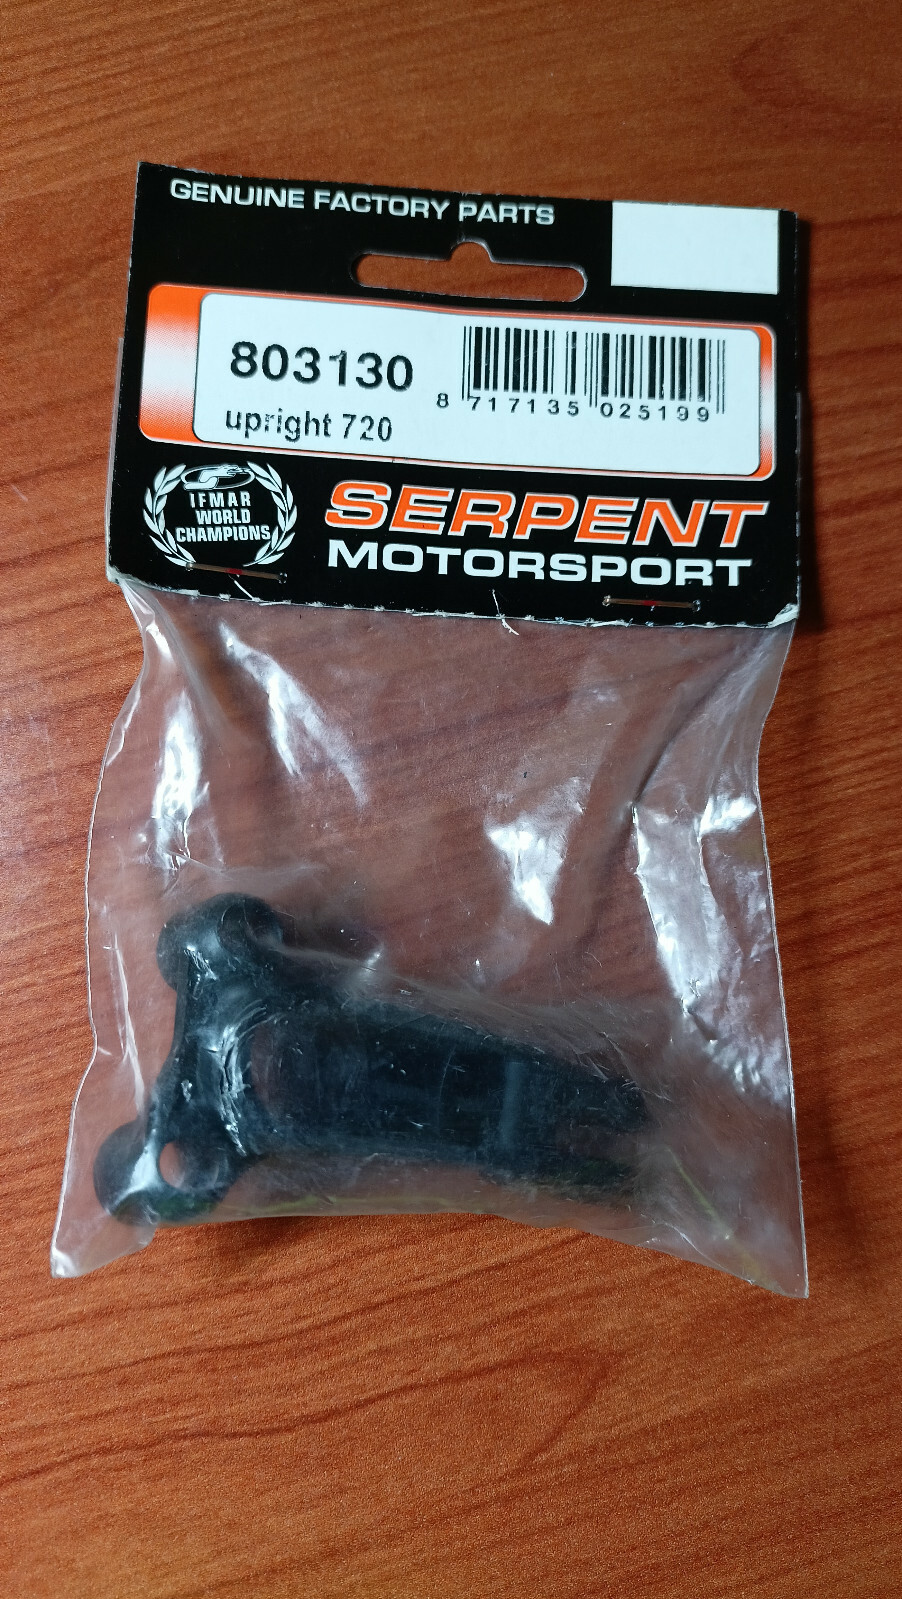 GENUINE FACTORY PARTS
803130
upright 720
8 717135 025199
IFMAR
WORLD
CHAMPIONS
SERPENT
MOTORSPORT